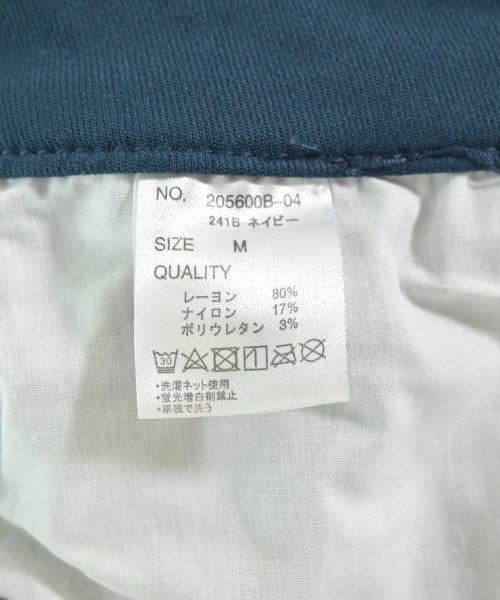 NO. 205600B-04
241B ネイビー
SIZE M
QUALITY
レーヨン 80%
ナイロン 17%
ポリウレタン 3%
30
*洗濯ネット使用
*蛍光増白剤禁止
*単独で洗う